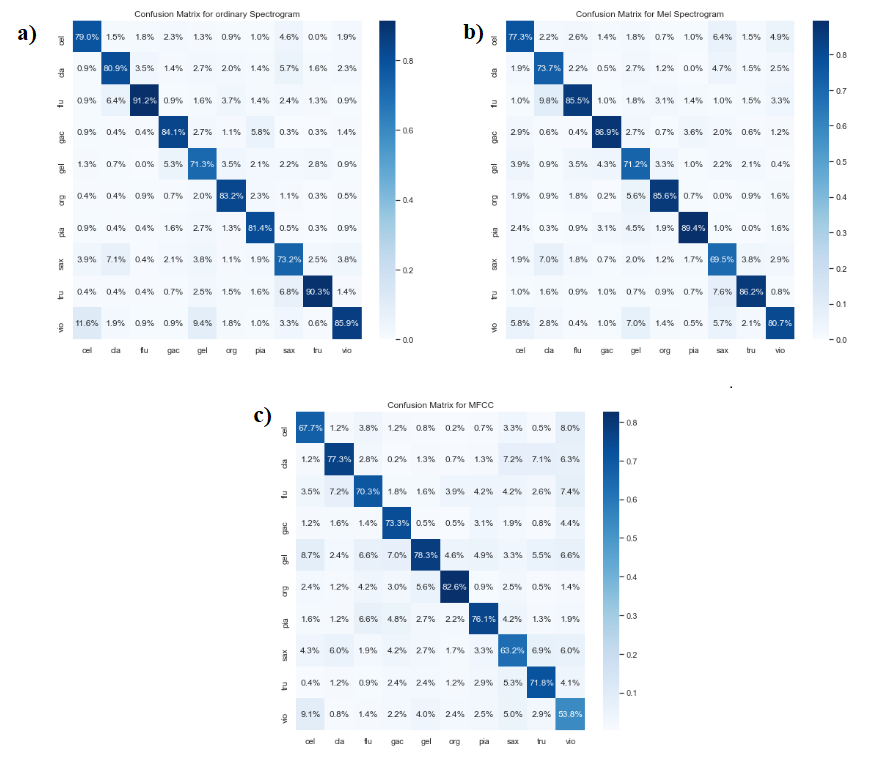 a)
Confusion Matrix for ordinary Spectrogram
cel 79.0% 1.5% 1.8% 2.3% 1.3% 0.9% 1.0% 4.6% 0.0% 1.9%
cla 0.9% 80.9% 3.5% 1.4% 2.7% 2.0% 1.4% 5.7% 1.6% 2.3%
flu 0.9% 6.4% 91.2% 0.9% 1.6% 3.7% 1.4% 2.4% 1.3% 0.9%
gac 0.9% 0.4% 0.4% 84.1% 2.7% 1.1% 5.8% 0.3% 0.3% 1.4%
gel 1.3% 0.7% 0.0% 5.3% 71.3% 3.5% 2.1% 2.2% 2.8% 0.9%
org 0.4% 0.4% 0.9% 0.7% 2.0% 83.2% 2.3% 1.1% 0.3% 0.5%
pia 0.9% 0.4% 0.4% 1.6% 2.7% 1.3% 81.4% 0.5% 0.3% 0.9%
sax 3.9% 7.1% 0.4% 2.1% 3.8% 1.1% 1.9% 73.2% 2.5% 3.8%
tru 0.4% 0.4% 0.4% 0.7% 2.5% 1.5% 1.6% 6.8% 90.3% 1.4%
vio 11.6% 1.9% 0.9% 0.9% 9.4% 1.8% 1.0% 3.3% 0.6% 85.9%
cel cla flu gac gel org pia sax tru vio
0.8
0.6
0.4
0.2
0.0
b)
Confusion Matrix for Mel Spectrogram
cel 77.3% 2.2% 2.6% 1.4% 1.8% 0.7% 1.0% 6.4% 1.5% 4.9%
cla 1.9% 73.7% 2.2% 0.5% 2.7% 1.2% 0.0% 4.7% 1.5% 2.5%
flu 1.0% 9.8% 85.5% 1.0% 1.8% 3.1% 1.4% 1.0% 1.5% 3.3%
gac 2.9% 0.6% 0.4% 86.9% 2.7% 0.7% 3.6% 2.0% 0.6% 1.2%
gel 3.9% 0.9% 3.5% 4.3% 71.2% 3.3% 1.0% 2.2% 2.1% 0.4%
org 1.9% 0.9% 1.8% 0.2% 5.6% 85.6% 0.7% 0.0% 0.9% 1.6%
pia 2.4% 0.3% 0.9% 3.1% 4.5% 1.9% 89.4% 1.0% 0.0% 1.6%
sax 1.9% 7.0% 1.8% 0.7% 2.0% 1.2% 1.7% 69.5% 3.8% 2.9%
tru 1.0% 1.6% 0.9% 1.0% 0.7% 0.9% 0.7% 7.6% 86.2% 0.8%
vio 5.8% 2.8% 0.4% 1.0% 7.0% 1.4% 0.5% 5.7% 2.1% 80.7%
cel cla flu gac gel org pia sax tru vio
0.8
0.7
0.6
0.5
0.4
0.3
0.2
0.1
0.0
c)
Confusion Matrix for MFCC
cel 67.7% 1.2% 3.8% 1.2% 0.8% 0.2% 0.7% 3.3% 0.5% 8.0%
cla 1.2% 77.3% 2.8% 0.2% 1.3% 0.7% 1.3% 7.2% 7.1% 6.3%
flu 3.5% 7.2% 70.3% 1.8% 1.6% 3.9% 4.2% 4.2% 2.6% 7.4%
gac 1.2% 1.6% 1.4% 73.3% 0.5% 0.5% 3.1% 1.9% 0.8% 4.4%
gel 8.7% 2.4% 6.6% 7.0% 78.3% 4.6% 4.9% 3.3% 5.5% 6.6%
org 2.4% 1.2% 4.2% 3.0% 5.6% 82.6% 0.9% 2.5% 0.5% 1.4%
pia 1.6% 1.2% 6.6% 4.8% 2.7% 2.2% 76.1% 4.2% 1.3% 1.9%
sax 4.3% 6.0% 1.9% 4.2% 2.7% 1.7% 3.3% 63.2% 6.9% 6.0%
tru 0.4% 1.2% 0.9% 2.4% 2.4% 1.2% 2.9% 5.3% 71.8% 4.1%
vio 9.1% 0.8% 1.4% 2.2% 4.0% 2.4% 2.5% 5.0% 2.9% 53.8%
cel cla flu gac gel org pia sax tru vio
0.8
0.7
0.6
0.5
0.4
0.3
0.2
0.1